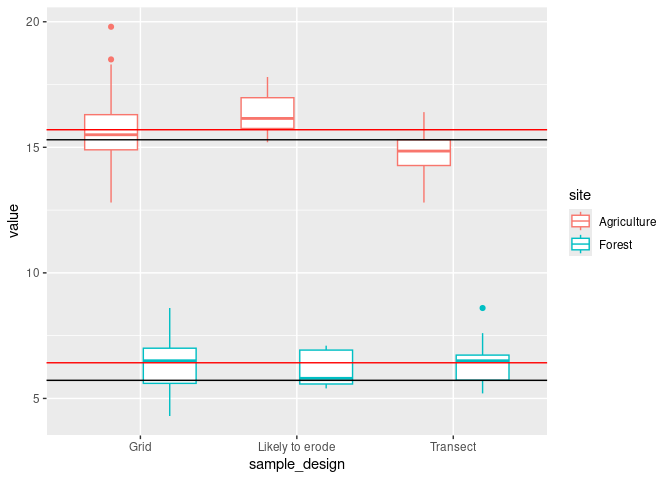 20
15
10
5
value
Grid
Likely to erode
Transect
sample_design
site
Agriculture
Forest